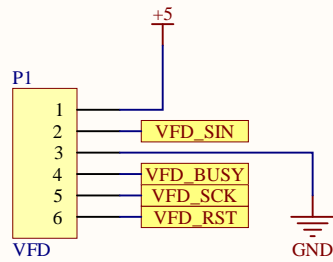 +5
P1
1
2 VFD_SIN
3
4 VFD_BUSY
5 VFD_SCK
6 VFD_RST
VFD GND